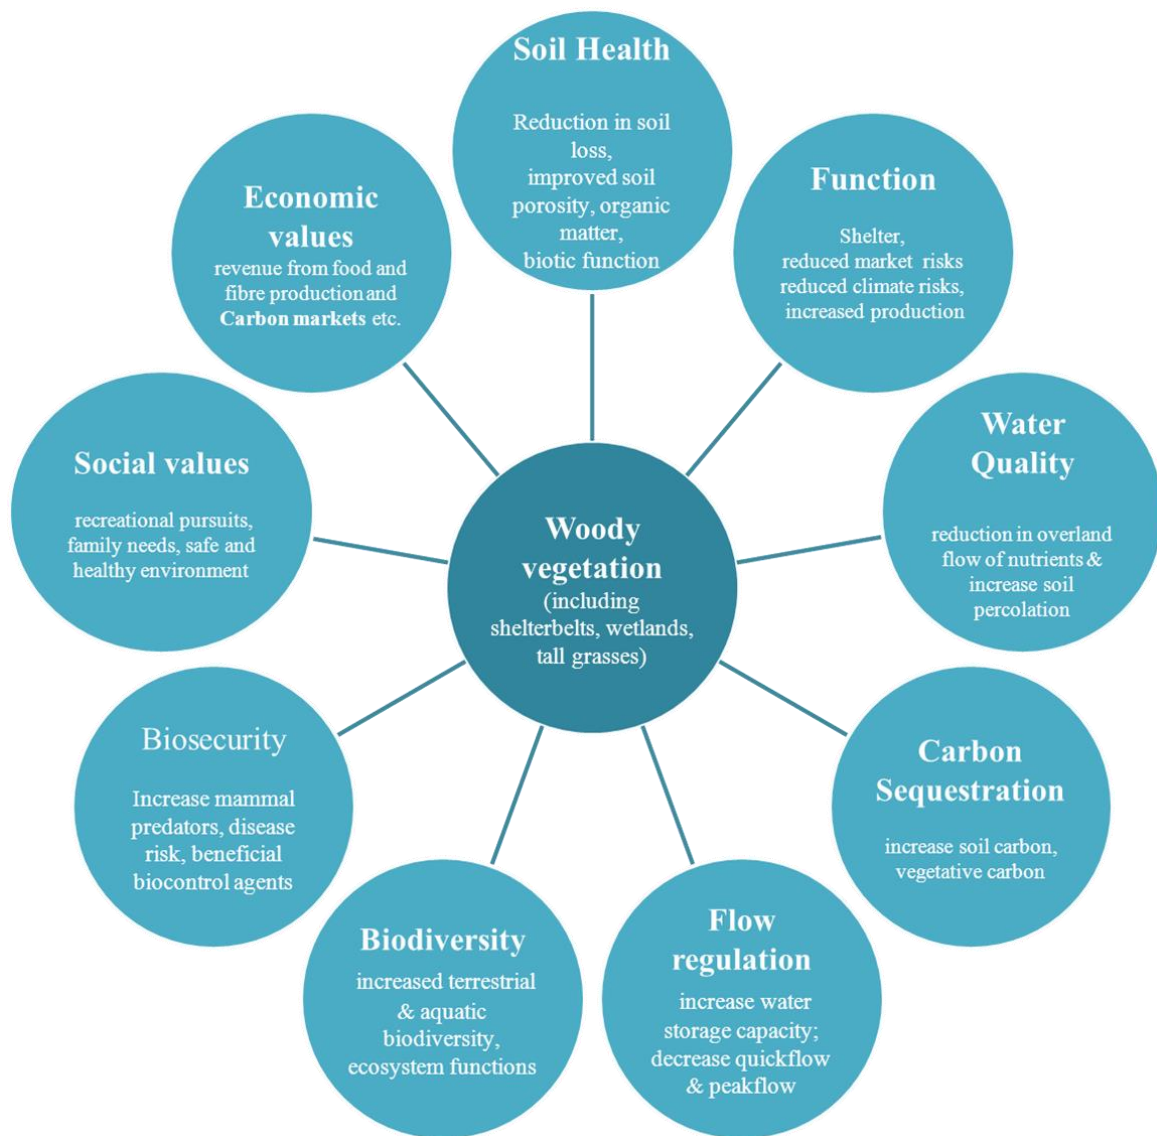 Soil Health
Reduction in soil
loss,
improved soil
porosity, organic
matter,
biotic function
Function
Shelter,
reduced market risks
reduced climate risks,
increased production
Water
Quality
reduction in overland
flow of nutrients &
increase soil
percolation
Carbon
Sequestration
increase soil carbon,
vegetative carbon
Flow
regulation
increase water
storage capacity;
decrease quickflow
& peakflow
Biodiversity
increased terrestrial
& aquatic
biodiversity,
ecosystem functions
Biosecurity
Increase mammal
predators, disease
risk, beneficial
biocontrol agents
Social values
recreational pursuits,
family needs, safe and
healthy environment
Economic
values
revenue from food and
fibre production and
Carbon markets etc.
Woody
vegetation
(including
shelterbelts, wetlands,
tall grasses)